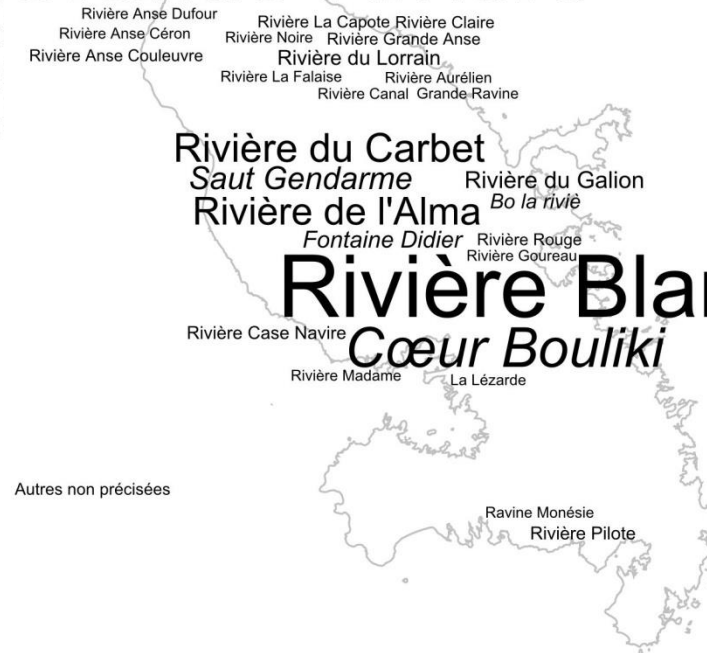 Rivière Anse Dufour
Rivière La Capote Rivière Claire
Rivière Anse Céron
Rivière Noire Rivière Grande Anse
Rivière Anse Couleuvre
Rivière du Lorrain
Rivière La Falaise Rivière Aurélien
Rivière Canal Grande Ravine
Rivière du Carbet
Saut Gendarme Rivière du Galion
Rivière de l'Alma Bo la riviè
Fontaine Didier Rivière Rouge
Rivière Goureau
Rivière Blan
Rivière Case Navire Cœur Bouliki
Rivière Madame La Lézarde
Autres non précisées
Ravine Monésie
Rivière Pilote